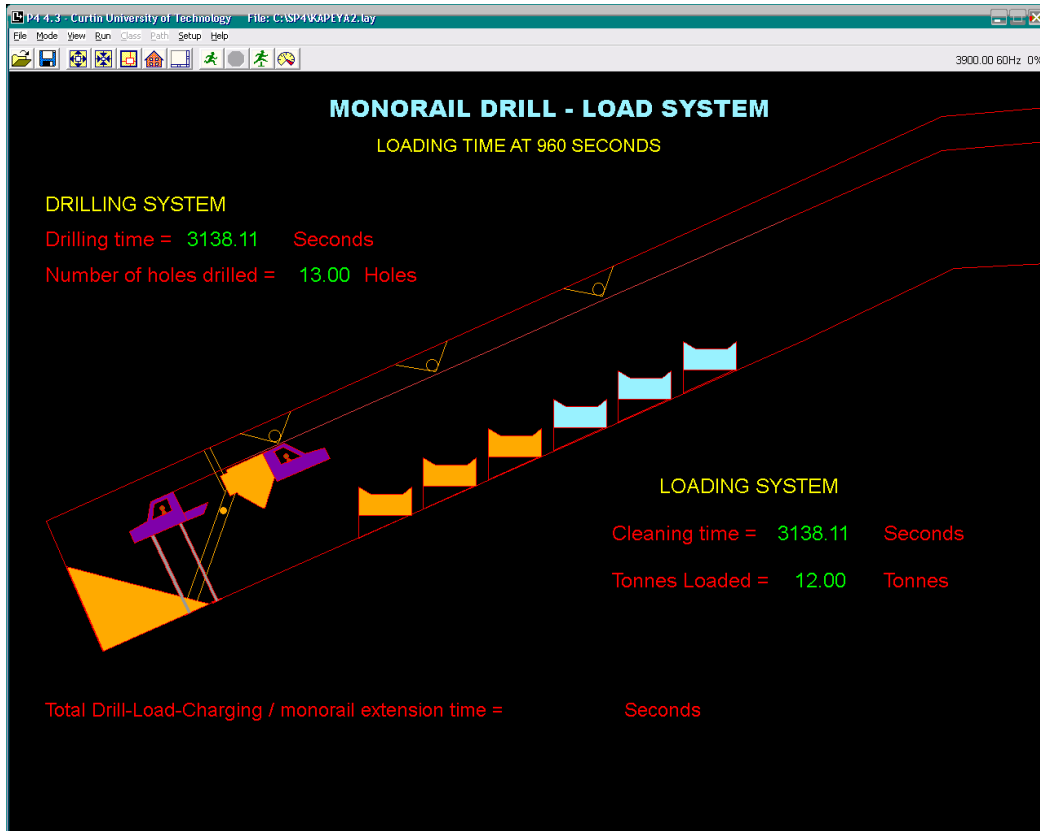 P4 4.3 - Curtin University of Technology File: C:\SP4\KAPEYA2.lay
File Mode View Run Class Path Setup Help
3900.00 60Hz 0%
MONORAIL DRILL - LOAD SYSTEM
LOADING TIME AT 960 SECONDS
DRILLING SYSTEM
Drilling time = 3138.11 Seconds
Number of holes drilled = 13.00 Holes
LOADING SYSTEM
Cleaning time = 3138.11 Seconds
Tonnes Loaded = 12.00 Tonnes
Total Drill-Load-Charging / monorail extension time = Seconds